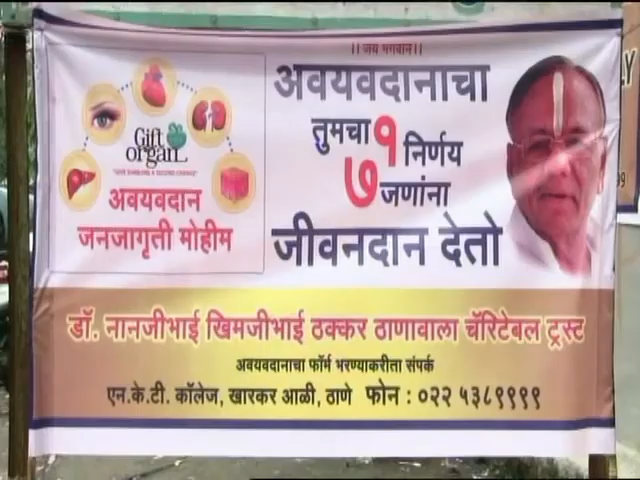 ।। जय भगवान।।
अवयवदानाचा
तुमचा १ निर्णय
७ जणांना
जीवनदान देतो
Gift
organ
"GIVE SOMEONE A SECOND CHANCE"
अवयवदान
जनजागृती मोहीम
डॉ. नानजीभाई खिमजीभाई ठक्कर ठाणावाला चॅरिटेबल ट्रस्ट
अवयवदानाचा फॉर्म भरण्याकरीता संपर्क
एन.के.टी. कॉलेज, खारकर आळी, ठाणे फोन : ०२२ ५३८९९९९